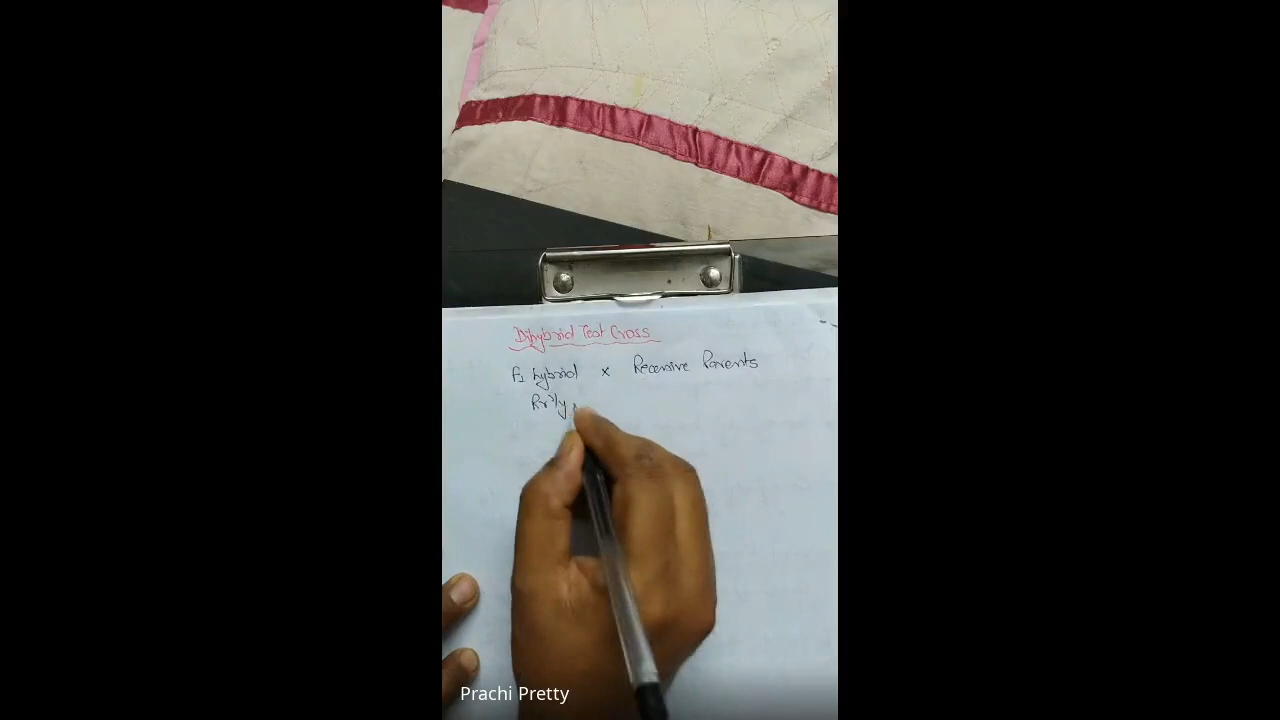 Dihybrid Test Cross
F1 hybrid × Recessive Parents
RrYy
Prachi Pretty